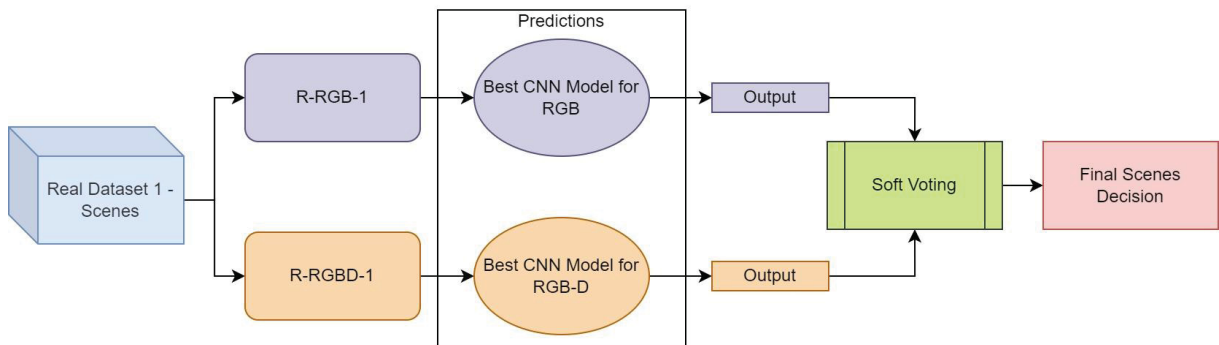 Predictions
Real Dataset 1 -
Scenes
R-RGB-1
Best CNN Model for
RGB
Output
R-RGBD-1
Best CNN Model for
RGB-D
Output
Soft Voting
Final Scenes
Decision